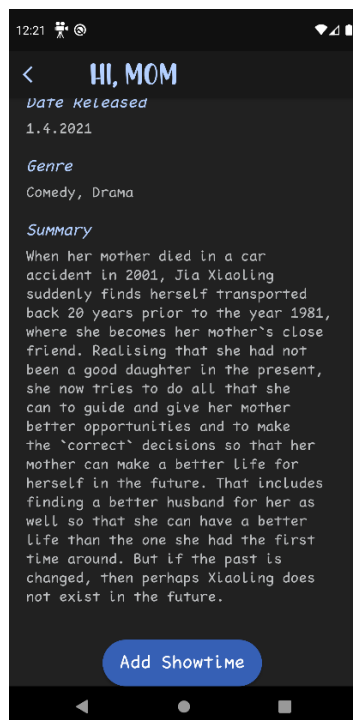 12:21
HI, MOM
Date Released
1.4.2021
Genre
Comedy, Drama
Summary
When her mother died in a car
accident in 2001, Jia Xiaoling
suddenly finds herself transported
back 20 years prior to the year 1981,
where she becomes her mother`s close
friend. Realising that she had not
been a good daughter in the present,
she now tries to do all that she
can to guide and give her mother
better opportunities and to make
the `correct` decisions so that her
mother can make a better life for
herself in the future. That includes
finding a better husband for her as
well so that she can have a better
life than the one she had the first
time around. But if the past is
changed, then perhaps Xiaoling does
not exist in the future.
Add Showtime